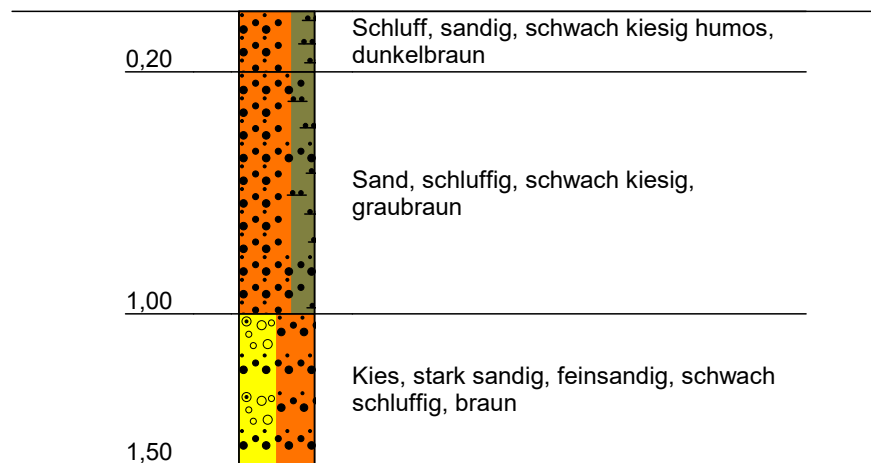 Schluff, sandig, schwach kiesig humos,
dunkelbraun
0,20
Sand, schluffig, schwach kiesig,
graubraun
1,00
Kies, stark sandig, feinsandig, schwach
schluffig, braun
1,50